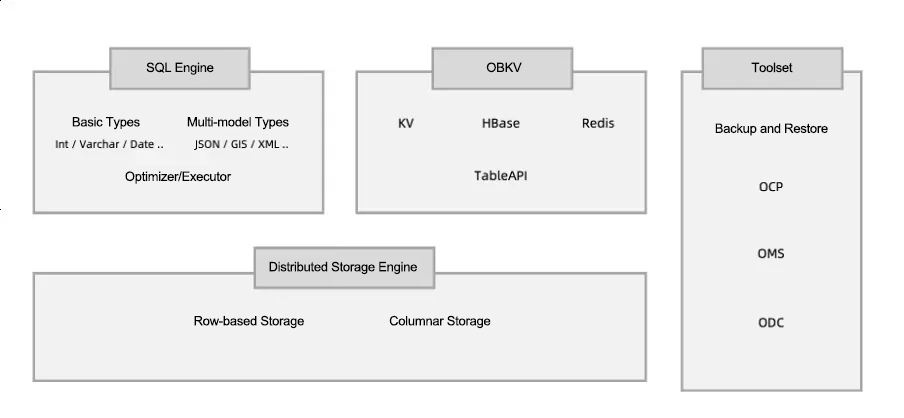 SQL Engine
Basic Types
Multi-model Types
Int / Varchar / Date ..
JSON / GIS / XML ..
Optimizer/Executor
OBKV
KV
HBase
Redis
TableAPI
Distributed Storage Engine
Row-based Storage
Columnar Storage
Toolset
Backup and Restore
OCP
OMS
ODC